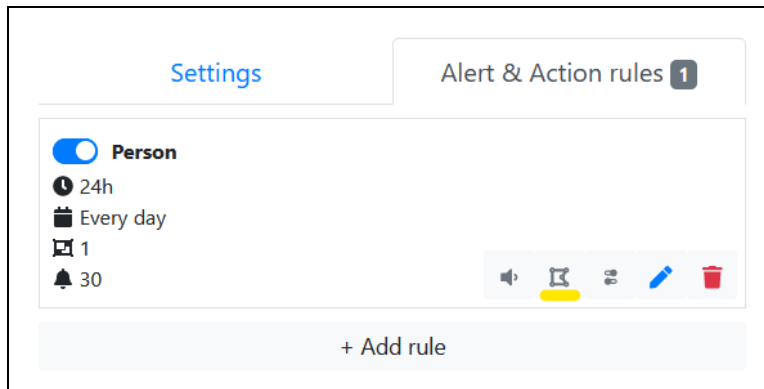 Settings
Alert & Action rules 1
Person
24h
Every day
1
30
+ Add rule